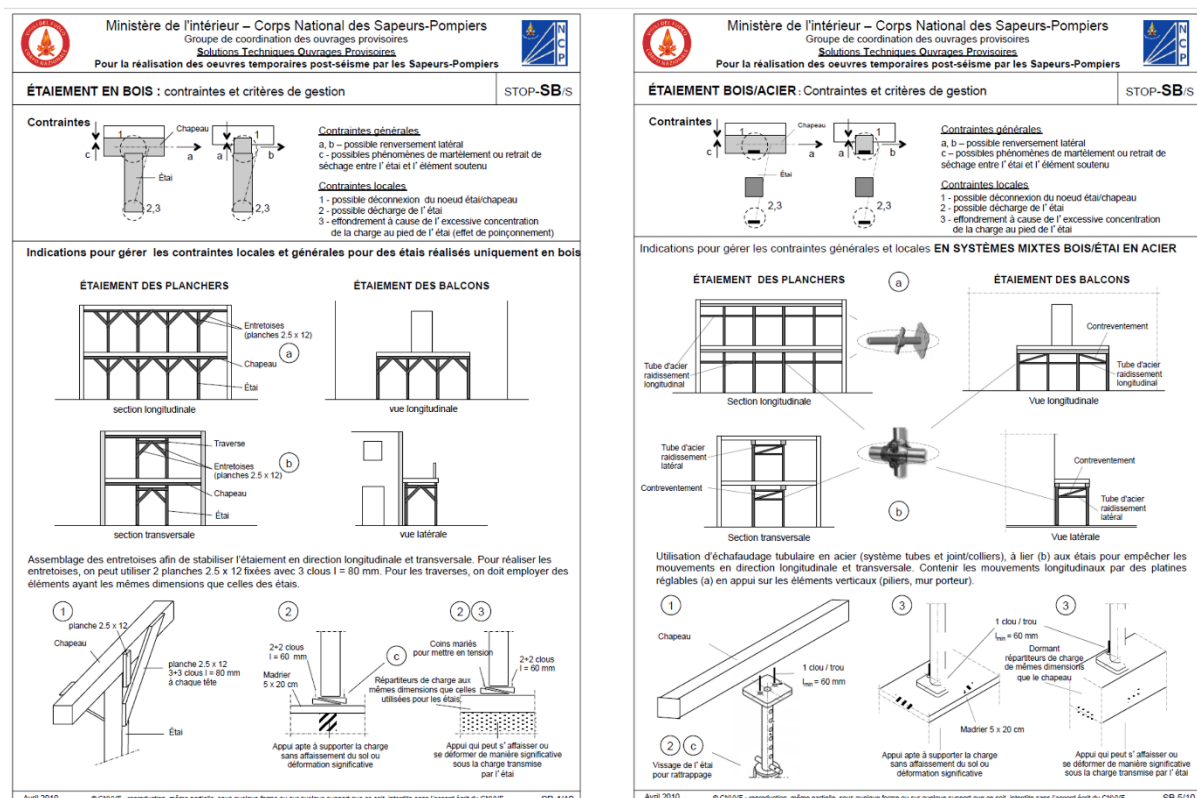 Ministère de l'intérieur – Corps National des Sapeurs-Pompiers
Groupe de coordination des ouvrages provisoires
Solutions Techniques Ouvrages Provisoires
Pour la réalisation des oeuvres temporaires post-séisme par les Sapeurs-Pompiers
NCP
ÉTAIEMENT EN BOIS : contraintes et critères de gestion
STOP-SB/S
Contraintes
1
Chapeau
a
c
Étai
2,3
1
a
b
2,3
Contraintes générales
a, b – possible renversement latéral
c - possibles phénomènes de martèlement ou retrait de
séchage entre l'étai et l'élément soutenu
Contraintes locales
1 - possible déconnexion du noeud étai/chapeau
2 - possible décharge de l'étai
3 - effondrement à cause de l'excessive concentration
de la charge au pied de l'étai (effet de poinçonnement)
Indications pour gérer les contraintes locales et générales pour des étais réalisés uniquement en bois
ÉTAIEMENT DES PLANCHERS
ÉTAIEMENT DES BALCONS
Entretoises
(planches 2.5 x 12)
a
Chapeau
Étai
section longitudinale
vue longitudinale
Traverse
Entretoises
(planches 2.5 x 12)
b
Chapeau
Étai
section transversale
vue latérale
Assemblage des entretoises afin de stabiliser l'étaiement en direction longitudinale et transversale. Pour réaliser les
entretoises, on peut utiliser 2 planches 2.5 x 12 fixées avec 3 clous l = 80 mm. Pour les traverses, on doit employer des
éléments ayant les mêmes dimensions que celles des étais.
1
planche 2.5 x 12
Chapeau
planche 2.5 x 12
3+3 clous l = 80 mm
à chaque tête
Étai
2
2+2 clous
l = 60 mm
Madrier
5 x 20 cm
c
Appui apte à supporter la charge
sans affaissement du sol ou
déformation significative
2 3
Coins mariés
pour mettre en tension
2+2 clous
l = 60 mm
Répartiteurs de charge aux
mêmes dimensions que celles
utilisées pour les étais,
Appui qui peut s'affaisser ou
se déformer de manière significative
sous la charge transmise
par l'étai
Avril 2010
Ministère de l'intérieur – Corps National des Sapeurs-Pompiers
Groupe de coordination des ouvrages provisoires
Solutions Techniques Ouvrages Provisoires
Pour la réalisation des oeuvres temporaires post-séisme par les Sapeurs-Pompiers
NCP
ÉTAIEMENT BOIS/ACIER : Contraintes et critères de gestion
STOP-SB/S
Contraintes
1
c
a
Étai
2,3
1
a
b
2,3
Contraintes générales
a, b – possible renversement latéral
c – possibles phénomènes de martèlement ou retrait de
séchage entre l'étai et l'élément soutenu
Contraintes locales
1 - possible déconnexion du noeud étai/chapeau
2 - possible décharge de l'étai
3 - effondrement à cause de l'excessive concentration
de la charge au pied de l'étai
Indications pour gérer les contraintes générales et locales EN SYSTÈMES MIXTES BOIS/ÉTAI EN ACIER
ÉTAIEMENT DES PLANCHERS
a
ÉTAIEMENT DES BALCONS
Tube d'acier
raidissement
longitudinal
Section longitudinale
Contreventement
Tube d'acier
raidissement
longitudinal
Vue longitudinale
Tube d'acier
raidissement
latéral
Contreventement
Section transversale
b
Contreventement
Tube d'acier
raidissement
latéral
Vue latérale
Utilisation d'échafaudage tubulaire en acier (système tubes et joint/colliers), à lier (b) aux étais pour empêcher les
mouvements en direction longitudinale et transversale. Contenir les mouvements longitudinaux par des platines
réglables (a) en appui sur les éléments verticaux (piliers, mur porteur).
1
Chapeau
1 clou / trou
lmin = 60 mm
2 c
Vissage de l'étai
pour rattrappage
3
1 clou / trou
lmin = 60 mm
Madrier 5 x 20 cm
Appui apte à supporter la charge
sans affaissement du sol ou
déformation significative
3
Dormant
répartiteurs de charge
de mêmes dimensions
que le chapeau
Appui qui peut s'affaisser ou
se déformer de manière significative
sous la charge transmise
par l'étai
Avril 2010